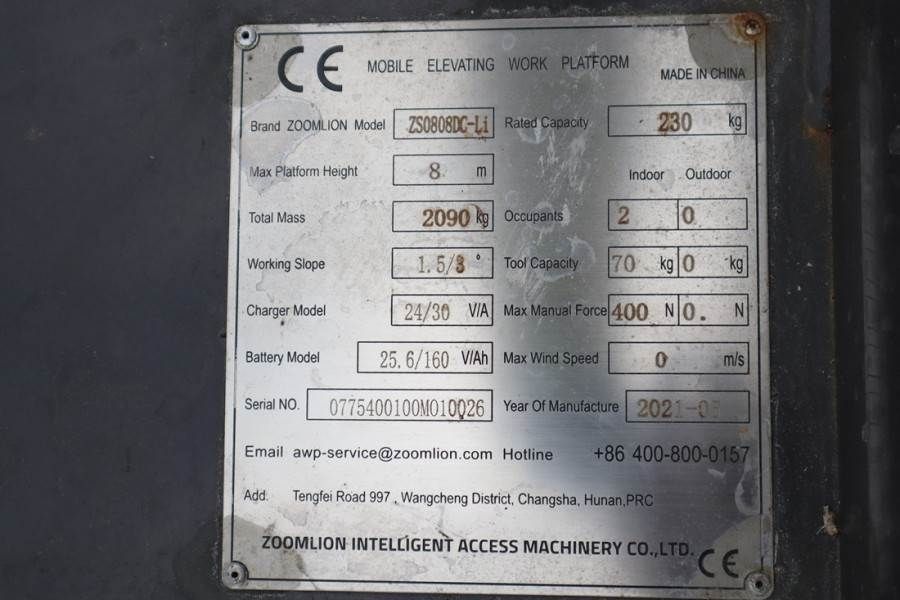 CE MOBILE ELEVATING WORK PLATFORM MADE IN CHINA
Brand ZOOMLION Model ZS0808DC-Li Rated Capacity 230 kg
Max Platform Height 8 m Indoor Outdoor
Total Mass 2090 kg Occupants 2 0
Working Slope 1.5/3 ° Tool Capacity 70 kg 0 kg
Charger Model 24/30 V/A Max Manual Force 400 N 0. N
Battery Model 25.6/160 V/Ah Max Wind Speed 0 m/s
Serial NO. 0775400100M010026 Year Of Manufacture 2021-05
Email awp-service@zoomlion.com Hotline +86 400-800-0157
Add. Tengfei Road 997 , Wangcheng District, Changsha, Hunan,PRC
ZOOMLION INTELLIGENT ACCESS MACHINERY CO.,LTD. CE